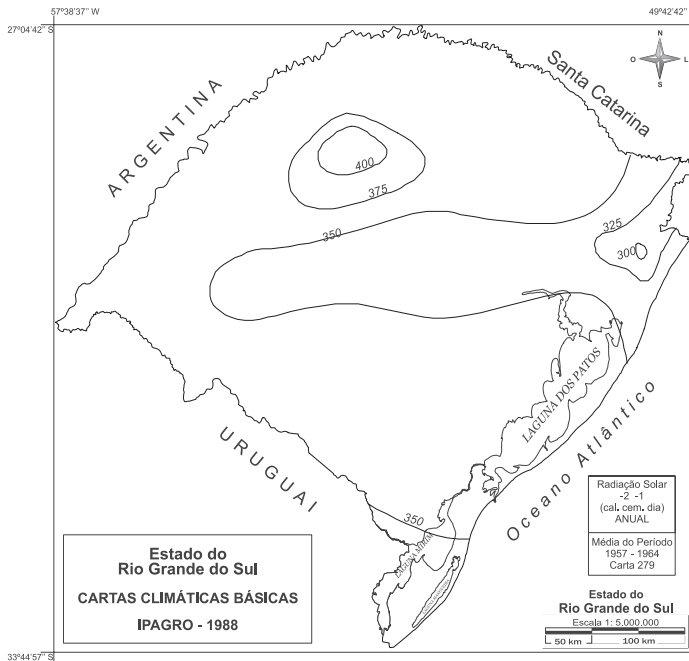 57º38'37" W
49º42'42"
27º04'42" S
N
O
L
S
Santa Catarina
ARGENTINA
400
375
350
325
300
LAGUNA DOS PATOS
Oceano Atlântico
URUGUAI
350
LAGUNA MIRIM
Radiação Solar
-2 -1
(cal. cem. dia)
ANUAL
Média do Período
1957 - 1964
Carta 279
Estado do
Rio Grande do Sul
CARTAS CLIMÁTICAS BÁSICAS
IPAGRO - 1988
Estado do
Rio Grande do Sul
Escala 1: 5.000.000
50 km 100 km
33º44'57" S